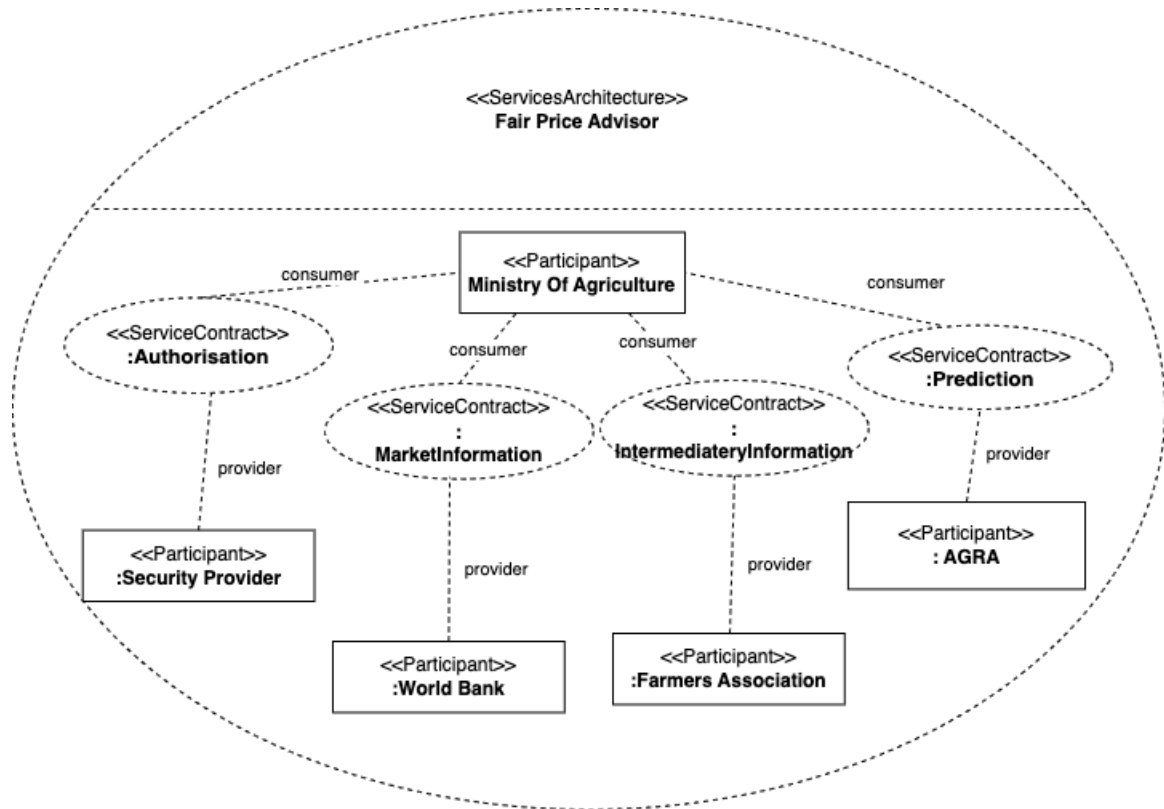 <<ServicesArchitecture>>
Fair Price Advisor
<<Participant>>
Ministry Of Agriculture
consumer
consumer
consumer
consumer
<<ServiceContract>>
:Authorisation
<<ServiceContract>>
:
MarketInformation
<<ServiceContract>>
:
IntermediateryInformation
<<ServiceContract>>
:Prediction
provider
provider
provider
provider
<<Participant>>
:Security Provider
<<Participant>>
:World Bank
<<Participant>>
:Farmers Association
<<Participant>>
: AGRA